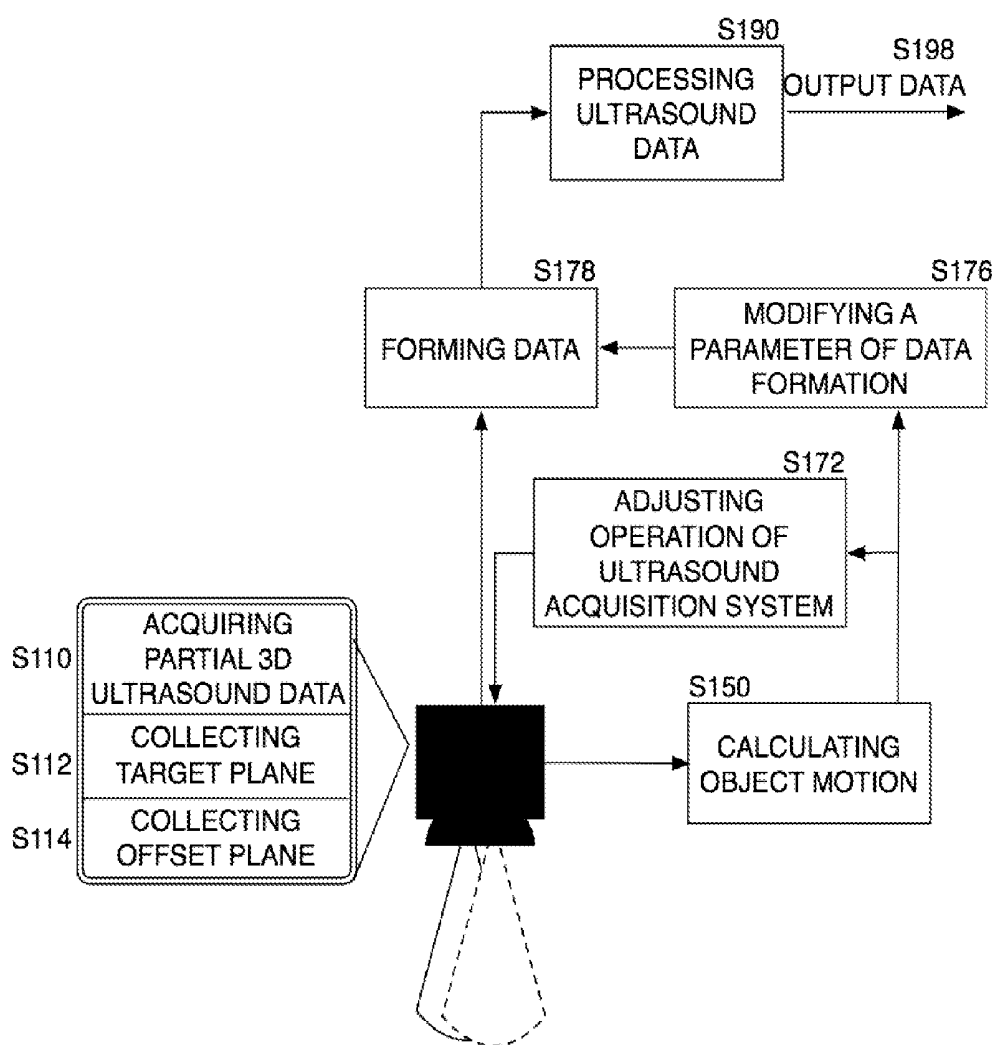 S190
PROCESSING
ULTRASOUND
DATA
S198
OUTPUT DATA
S178
FORMING DATA
S176
MODIFYING A
PARAMETER OF DATA
FORMATION
S172
ADJUSTING
OPERATION OF
ULTRASOUND
ACQUISITION SYSTEM
S110
ACQUIRING
PARTIAL 3D
ULTRASOUND DATA
S112
COLLECTING
TARGET PLANE
S114
COLLECTING
OFFSET PLANE
S150
CALCULATING
OBJECT MOTION